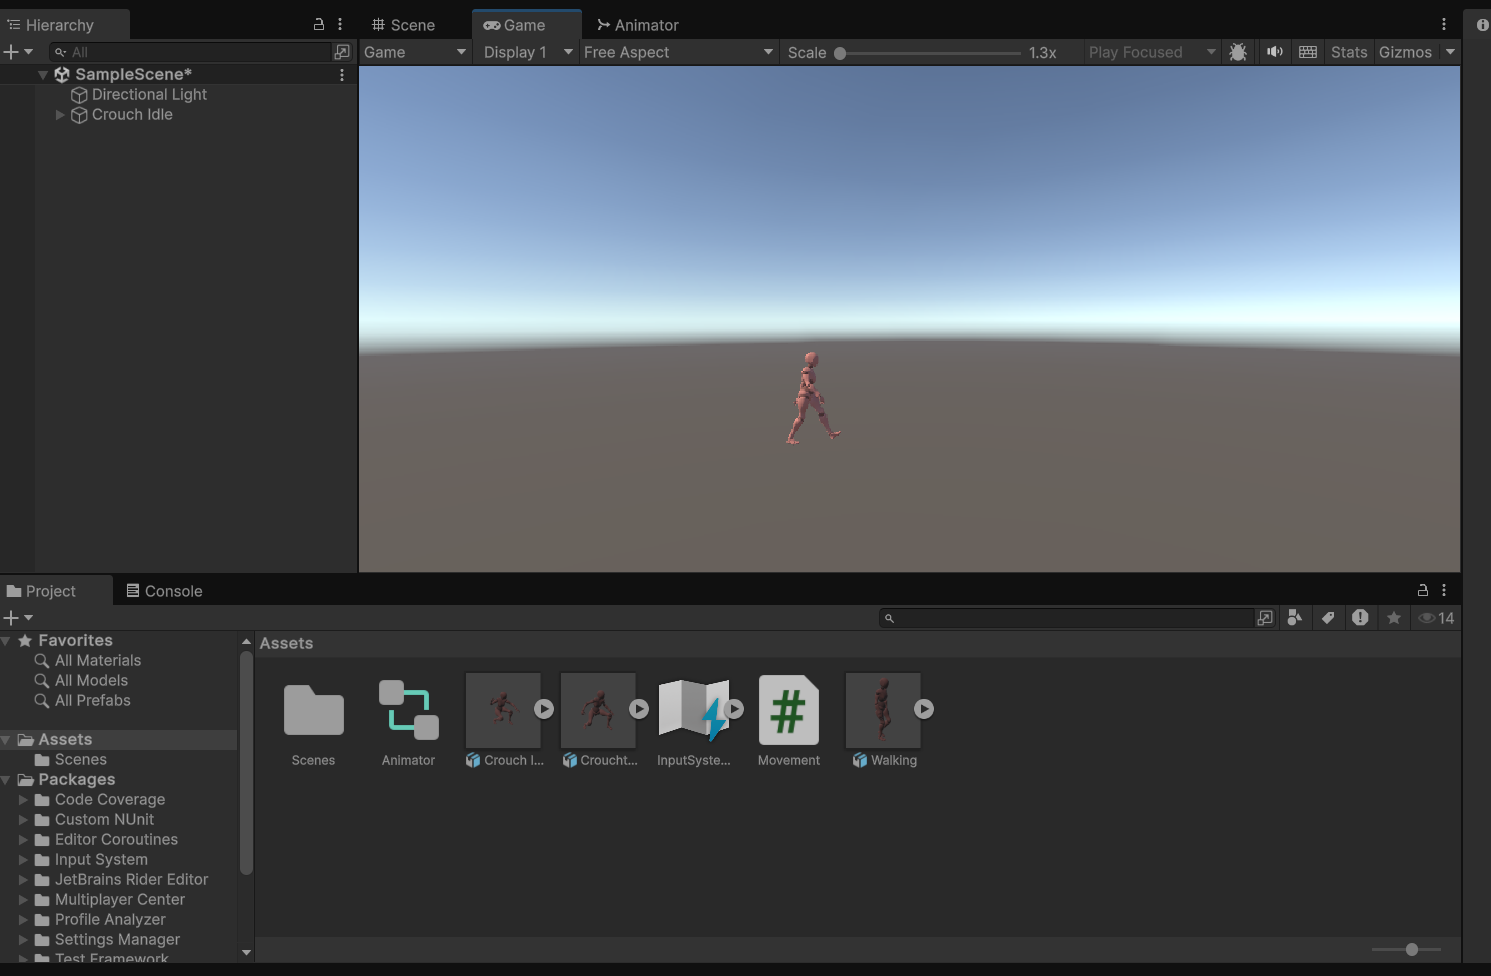 Hierarchy
Scene
Game
Animator
All
Game
Display 1
Free Aspect
Scale
1.3x
Play Focused
Stats
Gizmos
SampleScene*
Directional Light
Crouch Idle
Project
Console
14
Favorites
All Materials
All Models
All Prefabs
Assets
Scenes
Packages
Code Coverage
Custom NUnit
Editor Coroutines
Input System
JetBrains Rider Editor
Multiplayer Center
Profile Analyzer
Settings Manager
Test Framework
Assets
Scenes
Animator
Crouch I...
Croucht...
InputSyste...
Movement
Walking